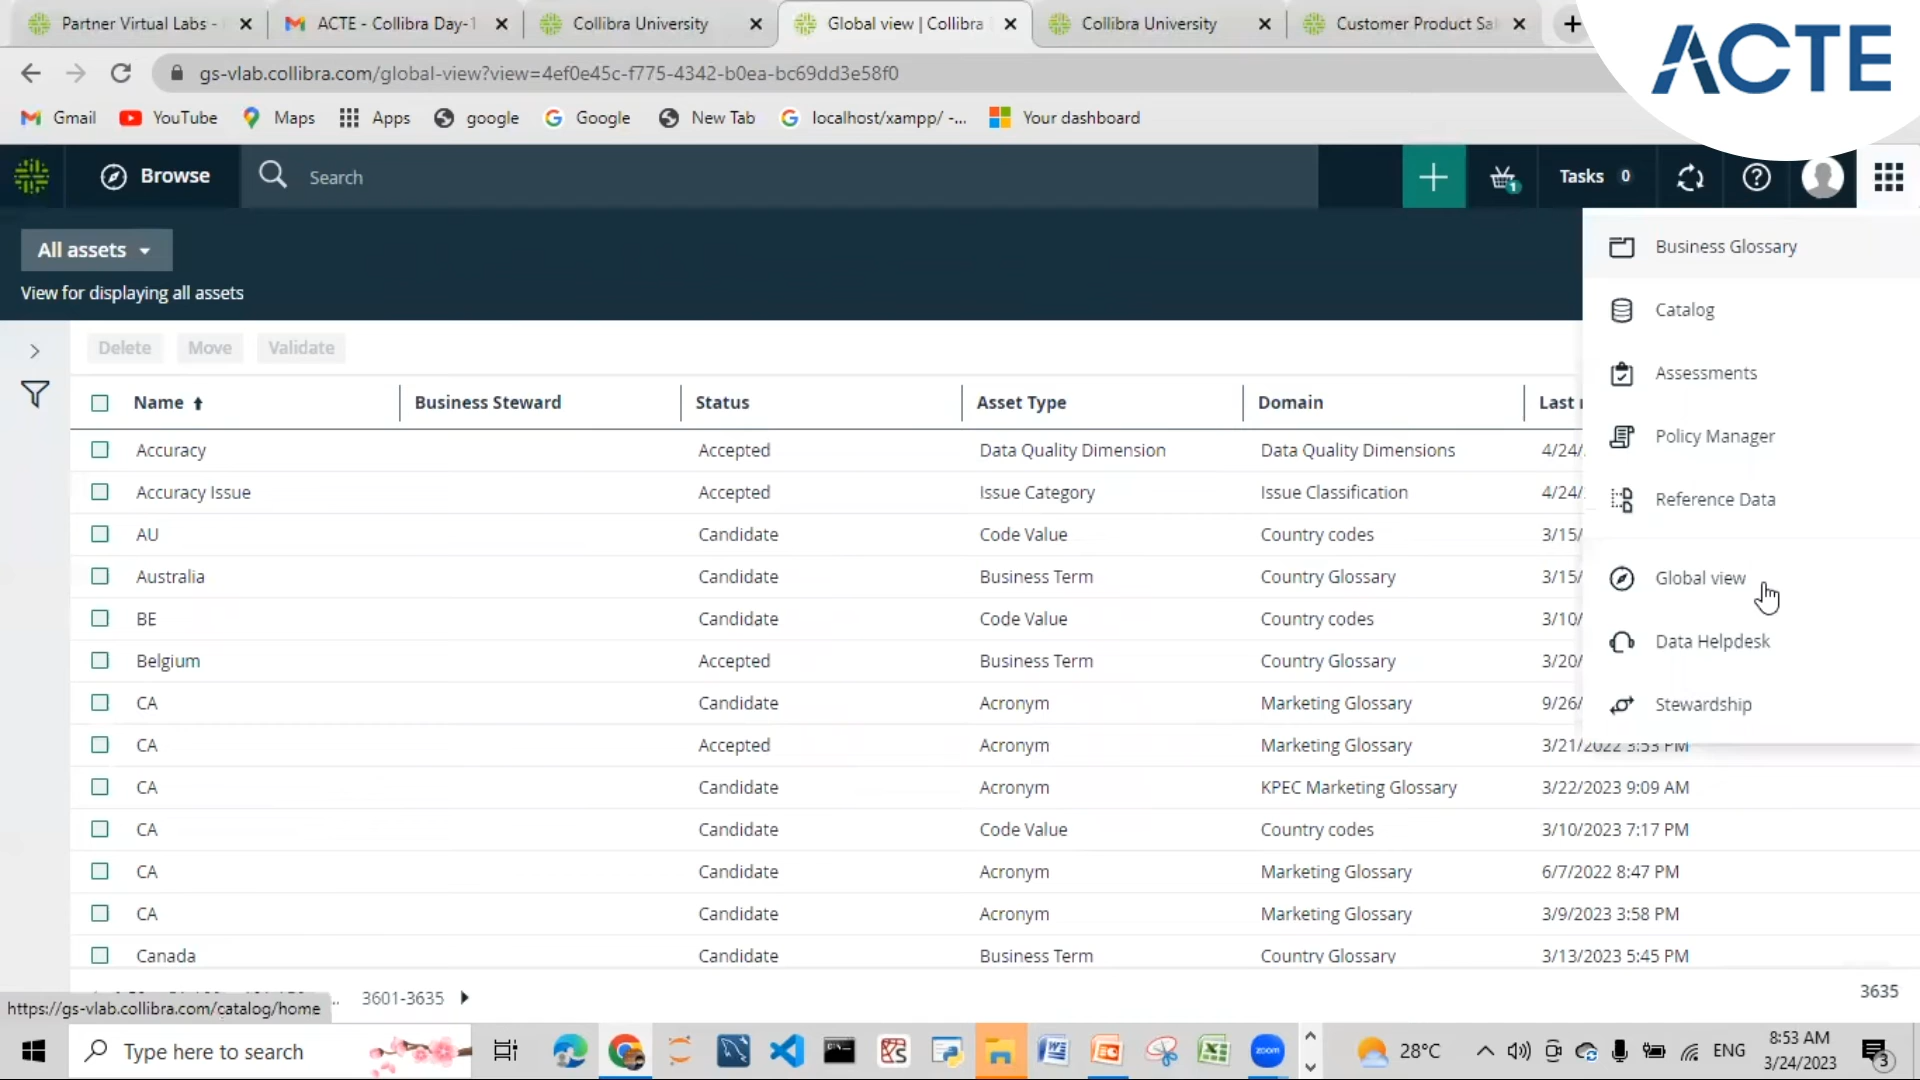 Partner Virtual Labs -
ACTE - Collibra Day-1
Collibra University
Global view | Collibra
Collibra University
Customer Product Sal
ACTE
gs-vlab.collibra.com/global-view?view=4ef0e45c-f775-4342-b0ea-bc69dd3e58f0
Gmail YouTube Maps Apps google Google New Tab localhost/xampp/ -... Your dashboard
Browse Search 1 Tasks 0
All assets
View for displaying all assets
Business Glossary
Catalog
Assessments
Policy Manager
Reference Data
Global view
Data Helpdesk
Stewardship
Delete Move Validate
Name Business Steward Status Asset Type Domain Last
Accuracy Accepted Data Quality Dimension Data Quality Dimensions 4/24/
Accuracy Issue Accepted Issue Category Issue Classification 4/24/
AU Candidate Code Value Country codes 3/15/
Australia Candidate Business Term Country Glossary 3/15/
BE Candidate Code Value Country codes 3/10/
Belgium Accepted Business Term Country Glossary 3/20/
CA Candidate Acronym Marketing Glossary 9/26/
CA Accepted Acronym Marketing Glossary 3/21/2022 3:53 PM
CA Candidate Acronym KPEC Marketing Glossary 3/22/2023 9:09 AM
CA Candidate Code Value Country codes 3/10/2023 7:17 PM
CA Candidate Acronym Marketing Glossary 6/7/2022 8:47 PM
CA Candidate Acronym Marketing Glossary 3/9/2023 3:58 PM
Canada Candidate Business Term Country Glossary 3/13/2023 5:45 PM
.. 3601-3635 3635
https://gs-vlab.collibra.com/catalog/home
Type here to search zoom 28°C ENG 8:53 AM
3/24/2023 3